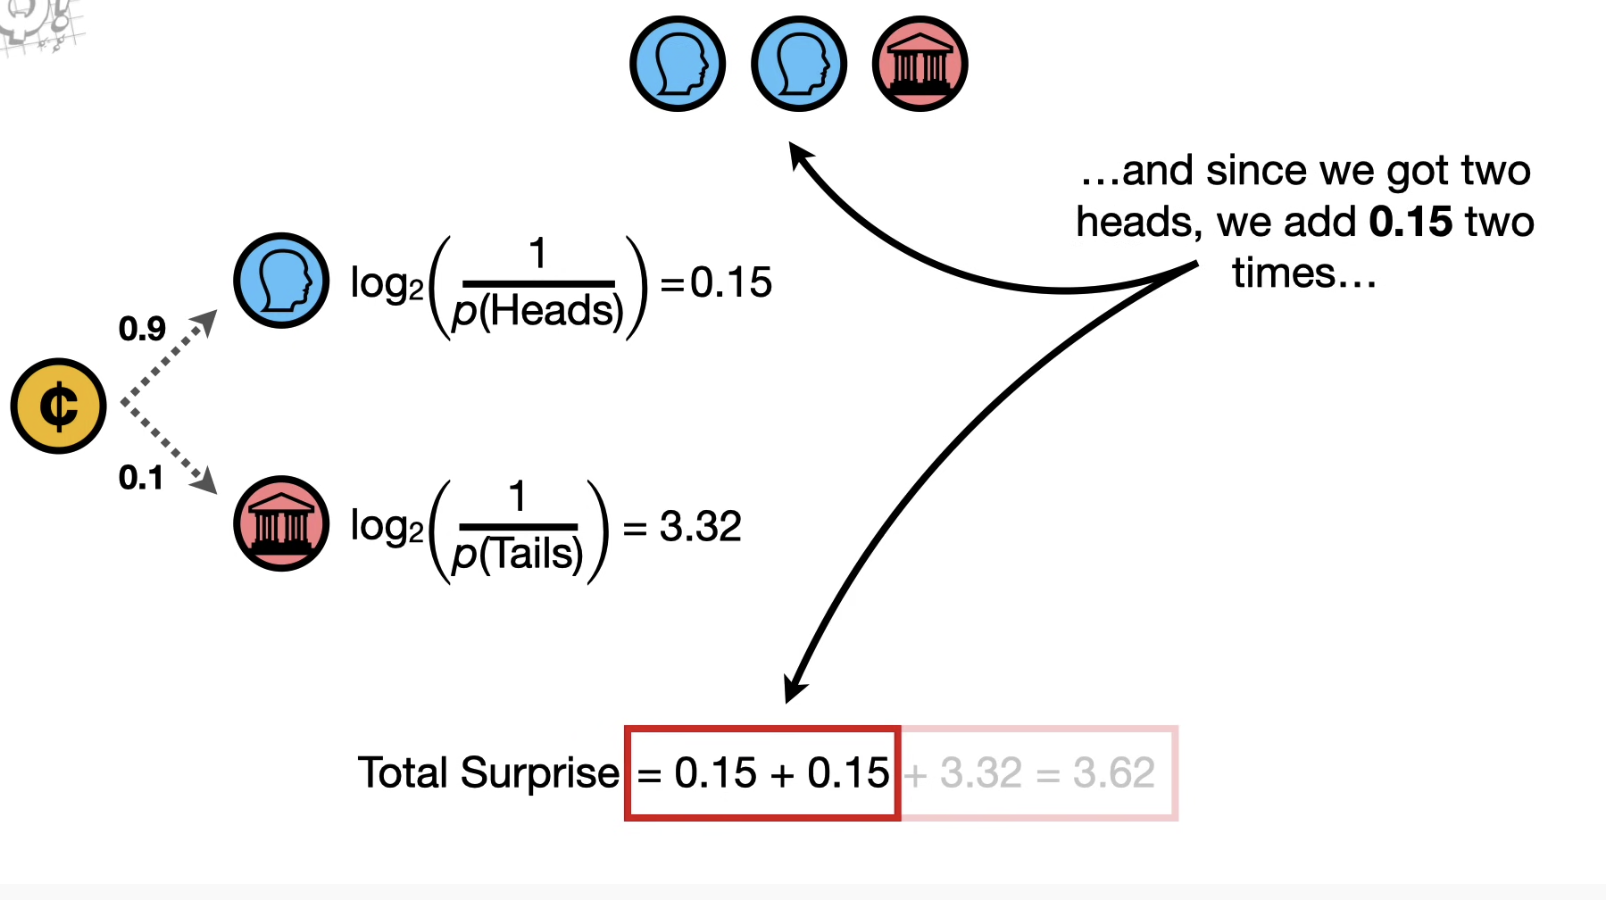 …and since we got two
heads, we add 0.15 two
times…
0.9
log₂(1/p(Heads)) = 0.15
¢
0.1
log₂(1/p(Tails)) = 3.32
Total Surprise = 0.15 + 0.15 + 3.32 = 3.62